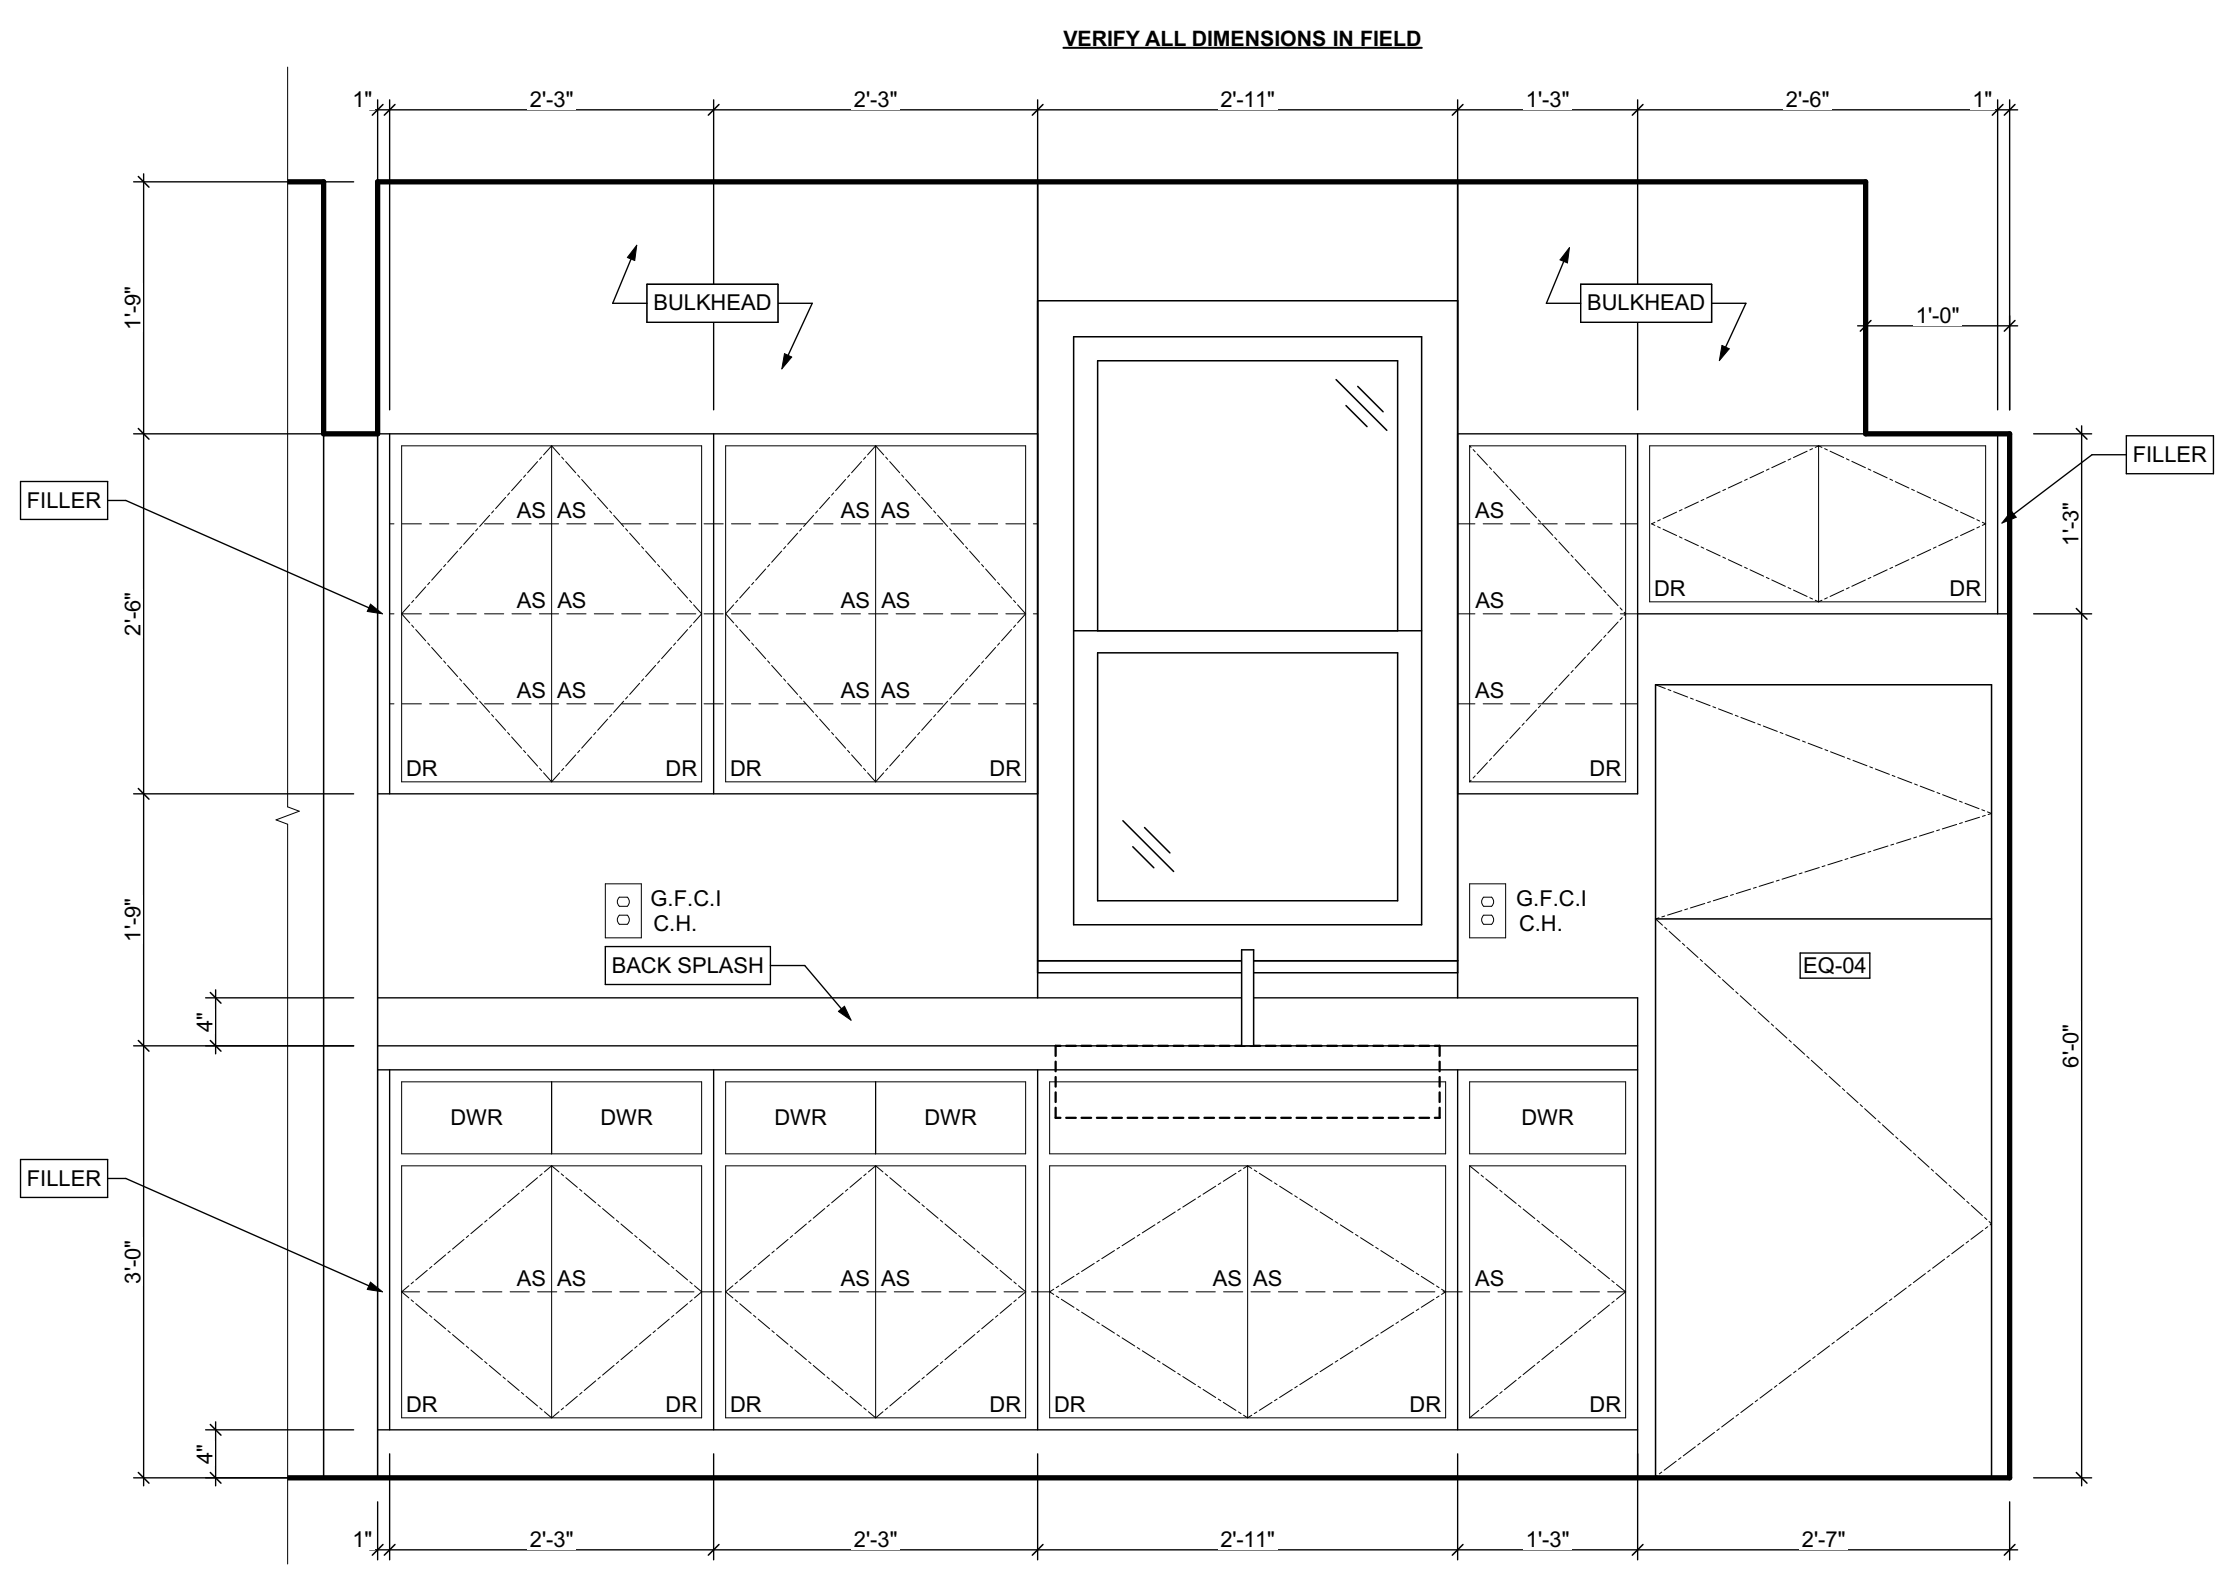 VERIFY ALL DIMENSIONS IN FIELD
1" 2'-3" 2'-3" 2'-11" 1'-3" 2'-6" 1"
1'-9"
BULKHEAD
BULKHEAD
1'-0"
FILLER
FILLER
2'-6"
AS AS AS AS AS
AS AS AS AS AS
AS AS AS AS AS
DR DR DR DR DR
DR DR
1'-3"
1'-9"
G.F.C.I
C.H.
G.F.C.I
C.H.
BACK SPLASH
EQ-04
4"
6'-0"
DWR DWR DWR DWR DWR
FILLER
3'-0"
AS AS AS AS AS AS AS
DR DR DR DR DR DR DR
4"
1" 2'-3" 2'-3" 2'-11" 1'-3" 2'-7"